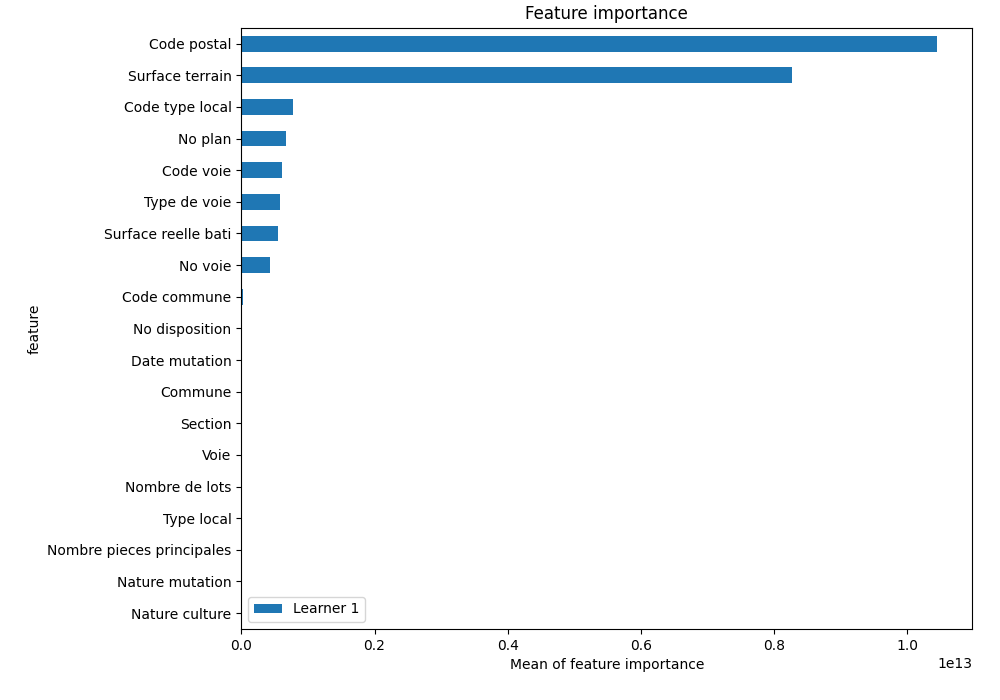 Feature importance
Code postal
Surface terrain
Code type local
No plan
Code voie
Type de voie
Surface reelle bati
No voie
Code commune
No disposition
Date mutation
Commune
Section
Voie
Nombre de lots
Type local
Nombre pieces principales
Nature mutation
Nature culture
feature
Learner 1
0.0 0.2 0.4 0.6 0.8 1.0
1e13
Mean of feature importance